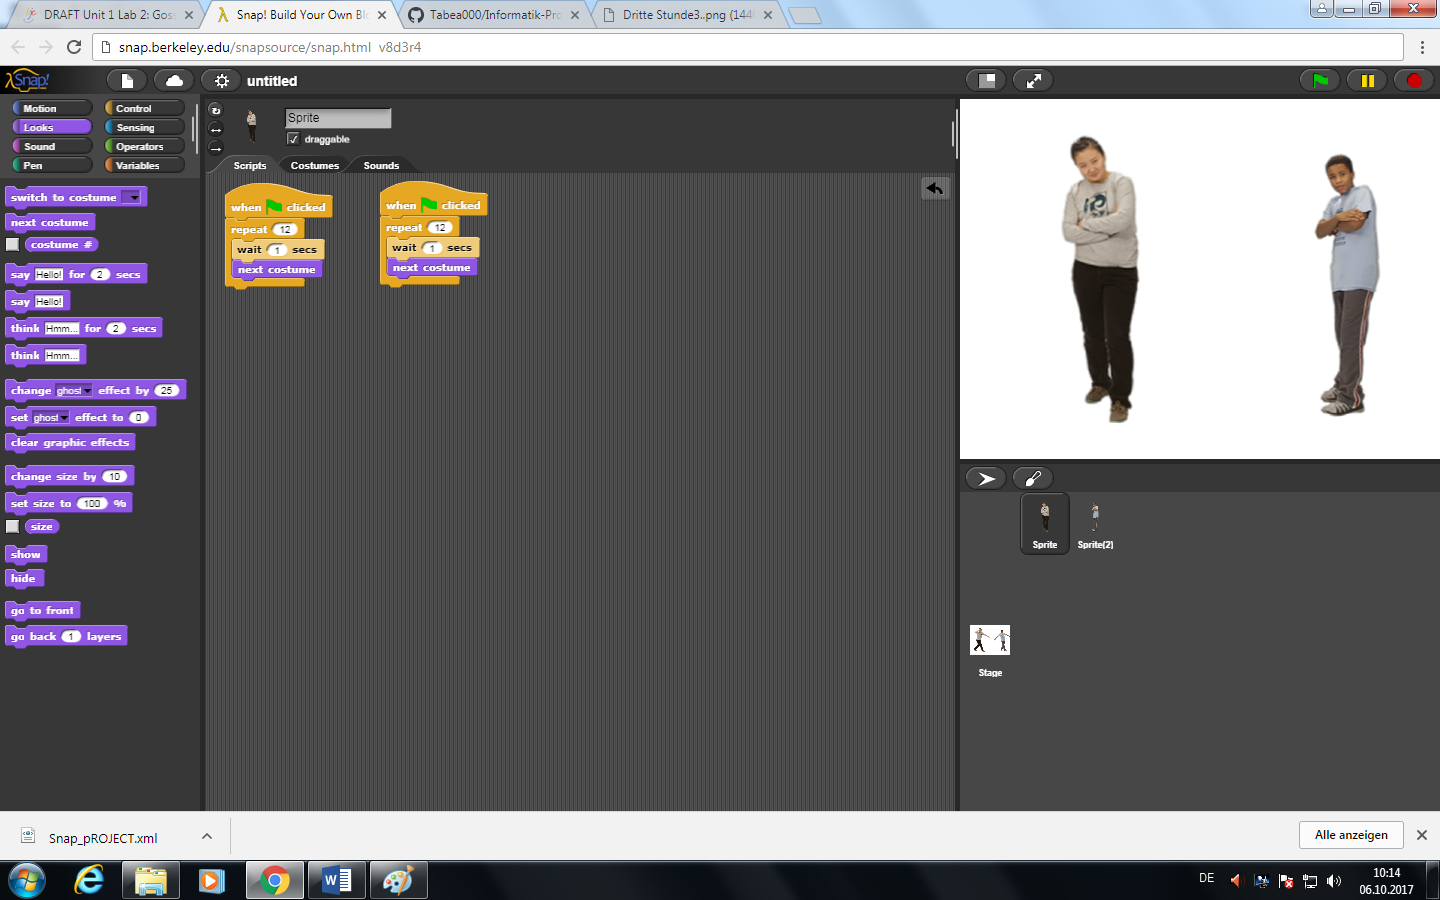 DRAFT Unit 1 Lab 2: Goss
Snap! Build Your Own Blo
Tabea000/Informatik-Pro
Dritte Stunde3..png (144
snap.berkeley.edu/snapsource/snap.html v8d3r4
Snap!
untitled
Motion
Control
Looks
Sensing
Sound
Operators
Pen
Variables
Sprite
draggable
Scripts
Costumes
Sounds
switch to costume
next costume
costume #
say Hello! for 2 secs
say Hello!
think Hmm... for 2 secs
think Hmm...
change ghost effect by 25
set ghost effect to 0
clear graphic effects
change size by 10
set size to 100 %
size
show
hide
go to front
go back 1 layers
when clicked
repeat 12
wait 1 secs
next costume
when clicked
repeat 12
wait 1 secs
next costume
Sprite
Sprite(2)
Stage
Snap_pROJECT.xml
Alle anzeigen
DE
10:14
06.10.2017